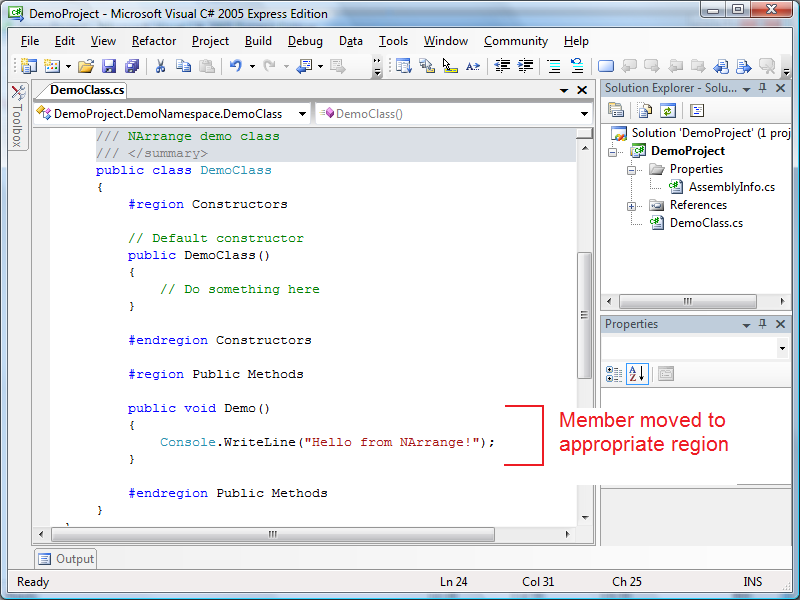 DemoProject - Microsoft Visual C# 2005 Express Edition
File Edit View Refactor Project Build Debug Data Tools Window Community Help
Toolbox
DemoClass.cs
DemoProject.DemoNamespace.DemoClass
DemoClass()
/// NArrange demo class
/// </summary>
public class DemoClass
{
#region Constructors
// Default constructor
public DemoClass()
{
// Do something here
}
#endregion Constructors
#region Public Methods
public void Demo()
{
Console.WriteLine("Hello from NArrange!");
}
#endregion Public Methods
}
Member moved to
appropriate region
Solution Explorer - Solu...
Solution 'DemoProject' (1 proj
DemoProject
Properties
AssemblyInfo.cs
References
DemoClass.cs
Properties
Output
Ready Ln 24 Col 31 Ch 25 INS